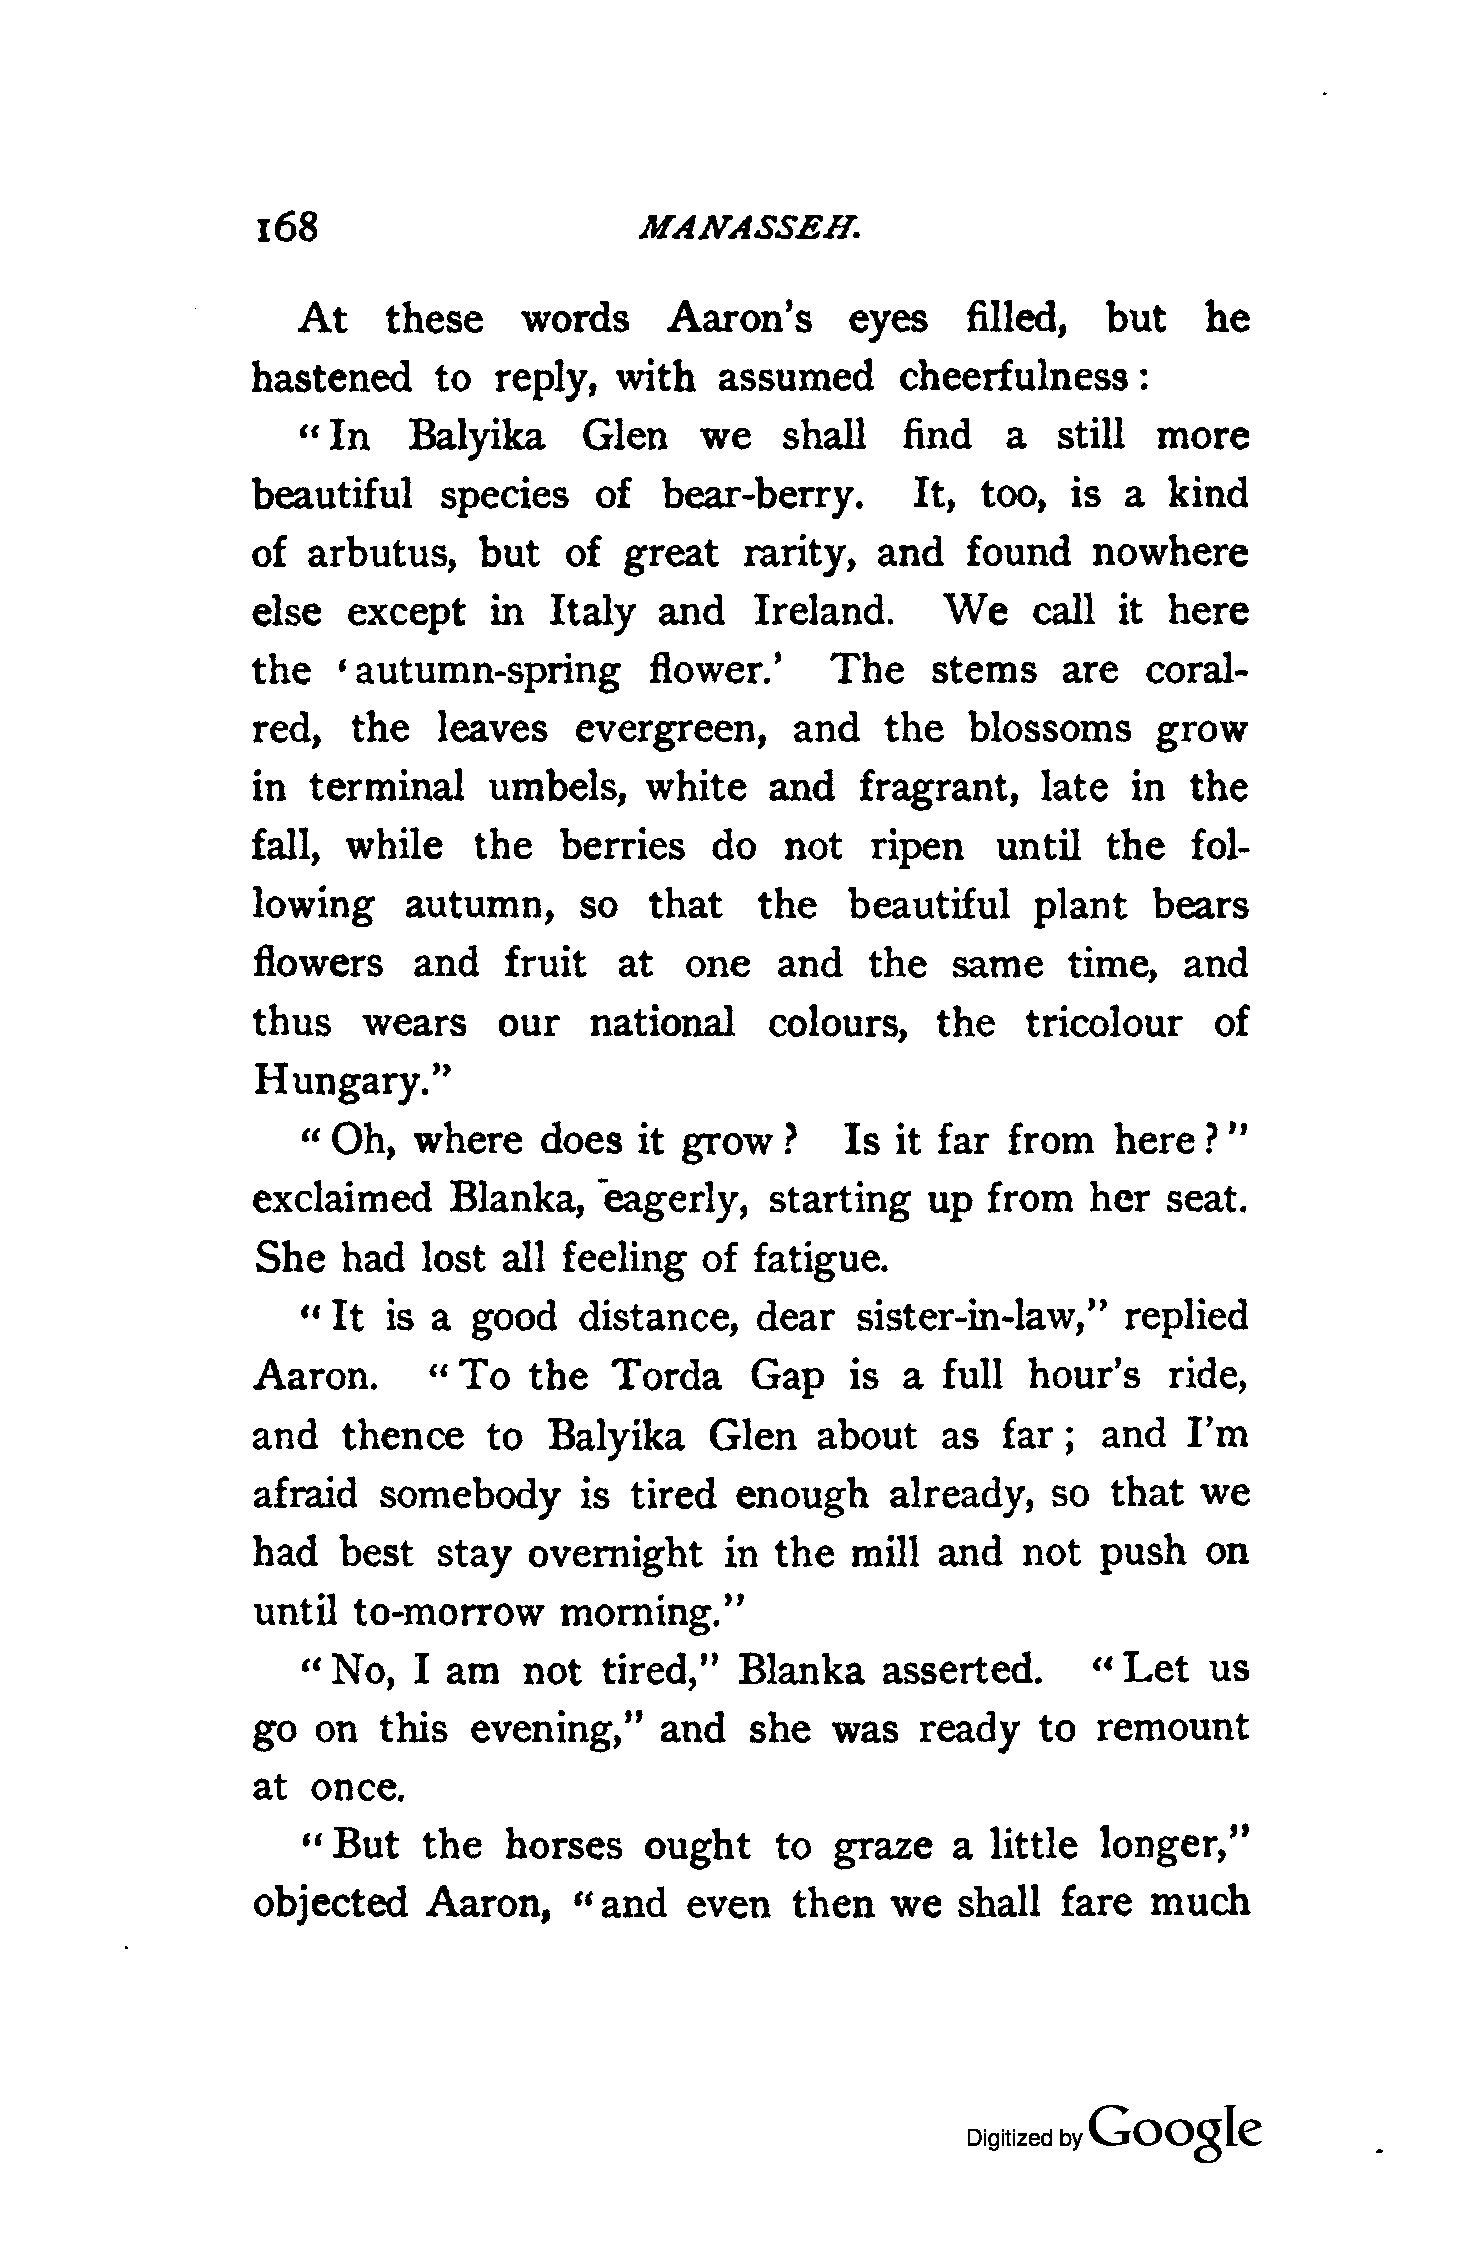 168 MANASSEH.
At these words Aaron's eyes filled, but he
hastened to reply, with assumed cheerfulness :
" In Balyika Glen we shall find a still more
beautiful species of bear-berry. It, too, is a kind
of arbutus, but of great rarity, and found nowhere
else except in Italy and Ireland. We call it here
the ' autumn-spring flower.' The stems are coral-
red, the leaves evergreen, and the blossoms grow
in terminal umbels, white and fragrant, late in the
fall, while the berries do not ripen until the fol-
lowing autumn, so that the beautiful plant bears
flowers and fruit at one and the same time, and
thus wears our national colours, the tricolour of
Hungary."
" Oh, where does it grow ? Is it far from here ? "
exclaimed Blanka, eagerly, starting up from her seat.
She had lost all feeling of fatigue.
" It is a good distance, dear sister-in-law," replied
Aaron. " To the Torda Gap is a full hour's ride,
and thence to Balyika Glen about as far ; and I'm
afraid somebody is tired enough already, so that we
had best stay overnight in the mill and not push on
until to-morrow morning."
" No, I am not tired," Blanka asserted. " Let us
go on this evening," and she was ready to remount
at once.
" But the horses ought to graze a little longer,"
objected Aaron, " and even then we shall fare much
Digitized by Google